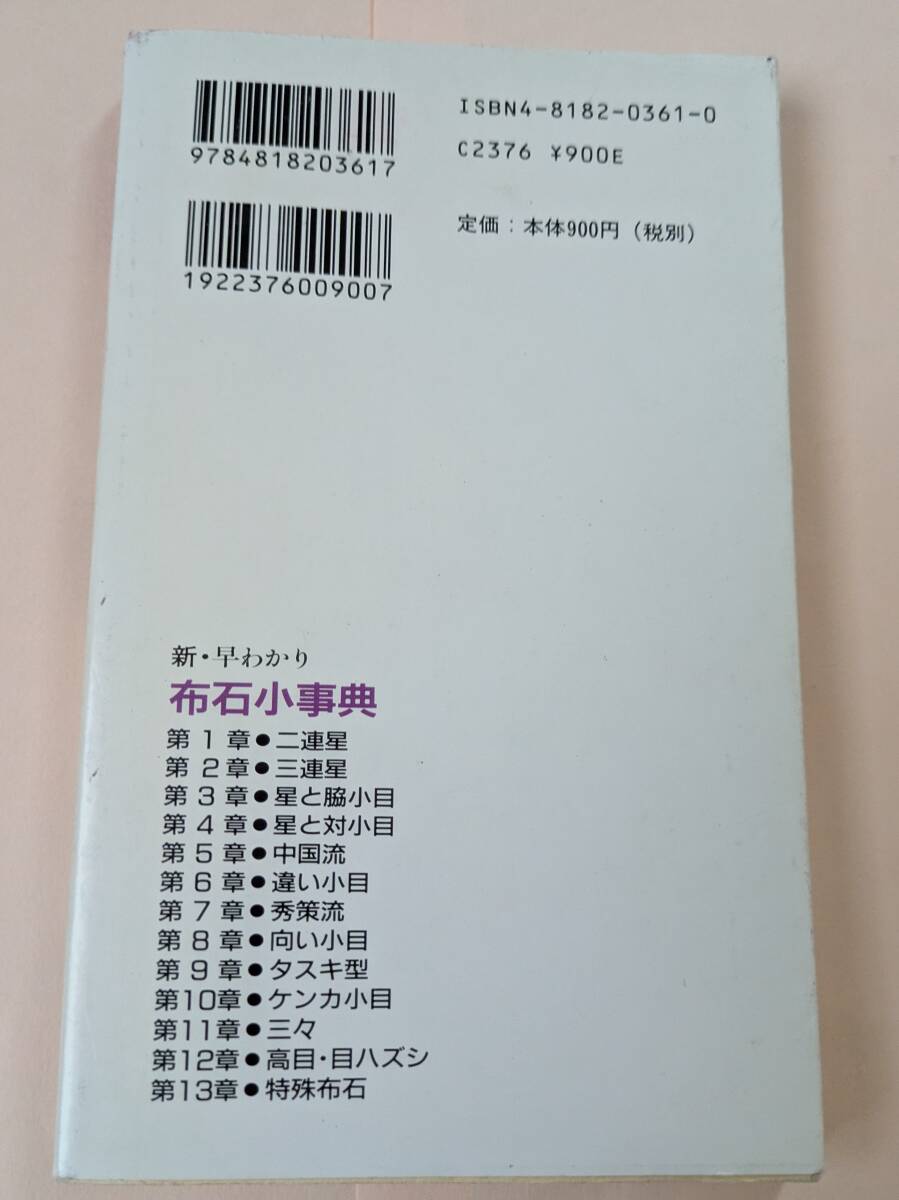 9784818203617
ISBN4-8182-0361-0
C2376 ¥900E
1922376009007
定価：本体900円（税別）
新・早わかり
布石小事典
第1章●二連星
第2章●三連星
第3章●星と脇小目
第4章●星と対小目
第5章●中国流
第6章●違い小目
第7章●秀策流
第8章●向い小目
第9章●タスキ型
第10章●ケンカ小目
第11章●三々
第12章●高目・目ハズシ
第13章●特殊布石